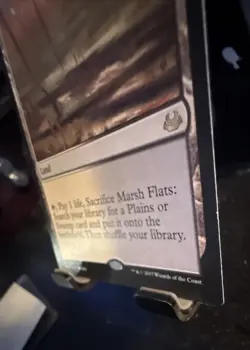 Land
, Pay 1 life, Sacrifice Marsh Flats:
Search your library for a Plains or
Swamp card and put it onto the
battlefield. Then shuffle your library.
™ & © 2017 Wizards of the Coast